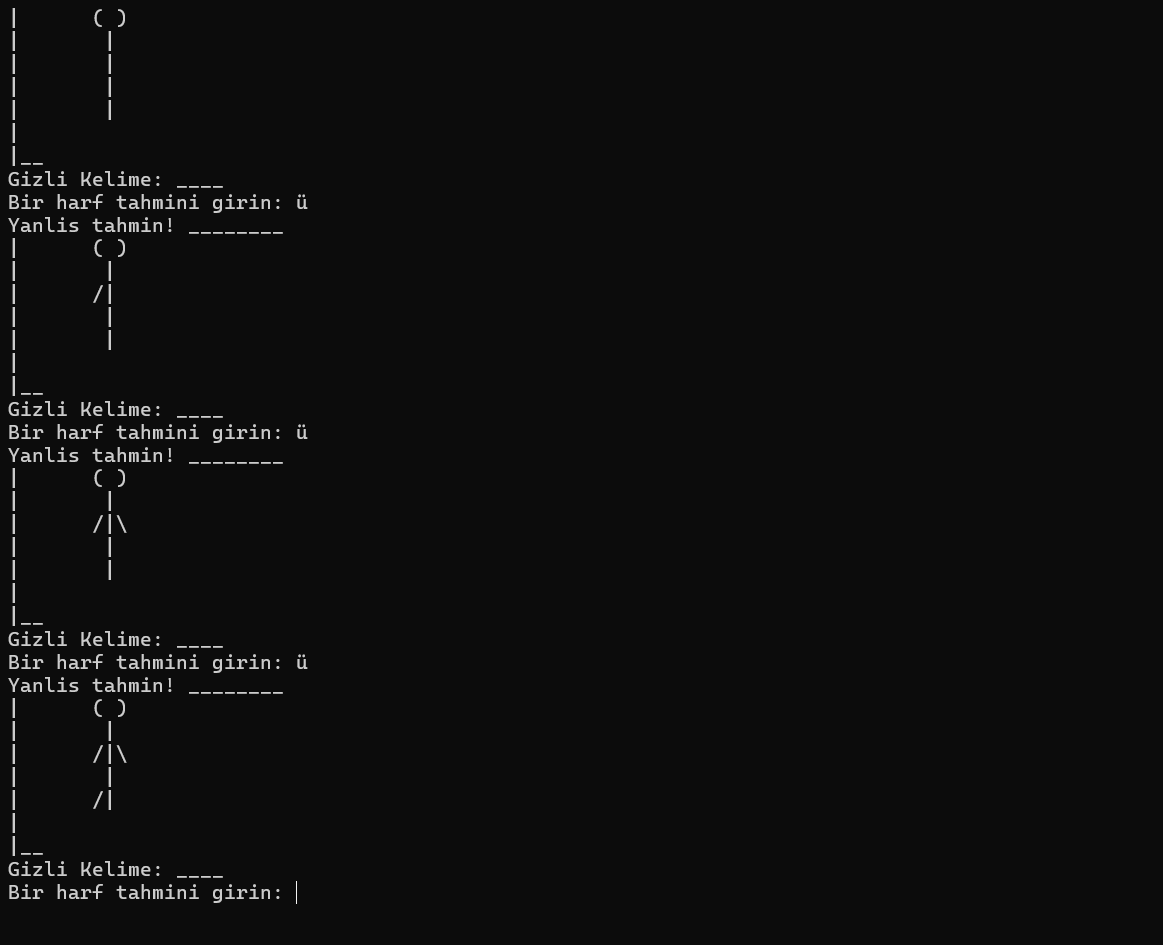 |      ( )
|       |
|       |
|       |
|       |
|
|__
Gizli Kelime: ____
Bir harf tahmini girin: ü
Yanlis tahmin! ________
|      ( )
|       |
|      /|
|       |
|       |
|
|__
Gizli Kelime: ____
Bir harf tahmini girin: ü
Yanlis tahmin! ________
|      ( )
|       |
|      /|\
|       |
|       |
|
|__
Gizli Kelime: ____
Bir harf tahmini girin: ü
Yanlis tahmin! ________
|      ( )
|       |
|      /|\
|       |
|      /|
|
|__
Gizli Kelime: ____
Bir harf tahmini girin: